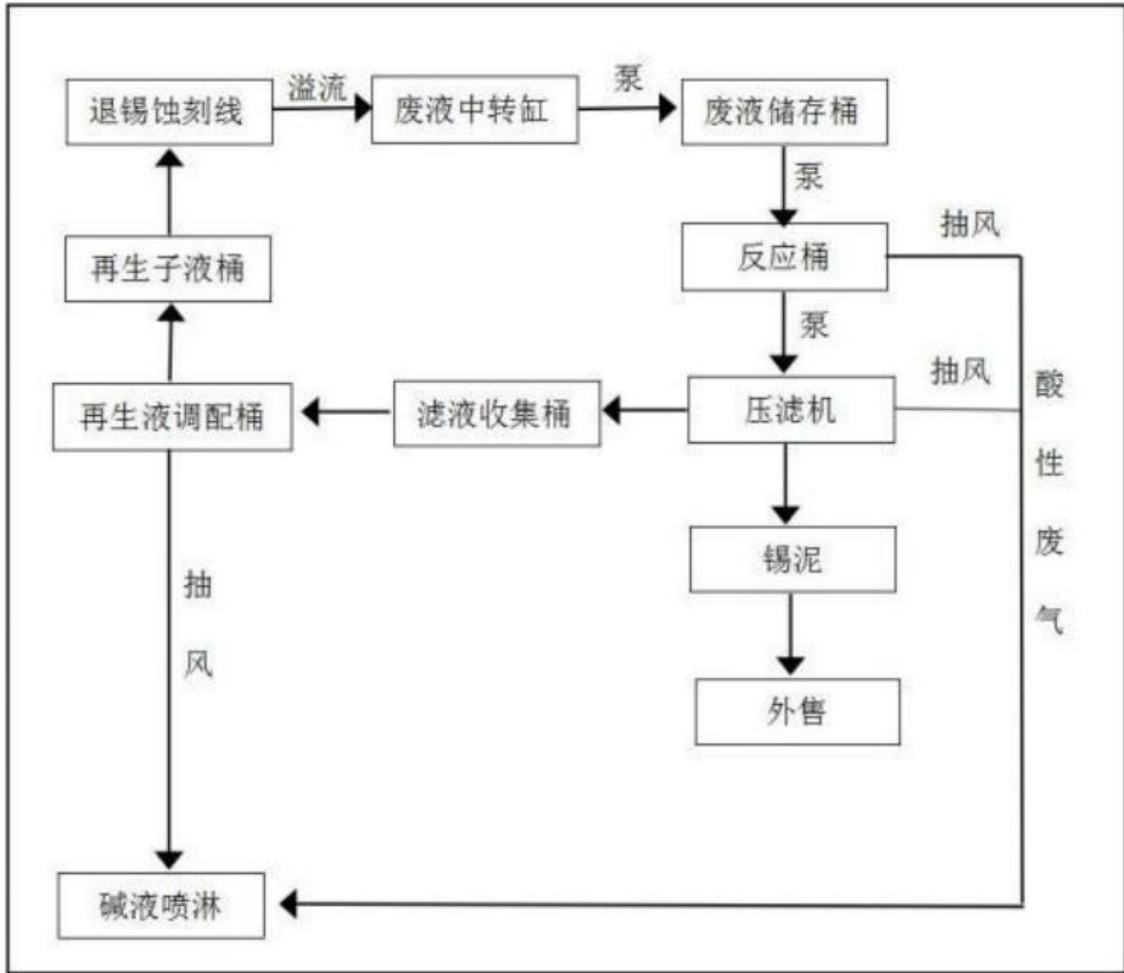 退锡蚀刻线
溢流
废液中转缸
泵
废液储存桶
泵
反应桶
抽风
再生子液桶
泵
压滤机
抽风
滤液收集桶
再生液调配桶
酸性废气
锡泥
抽风
外售
碱液喷淋